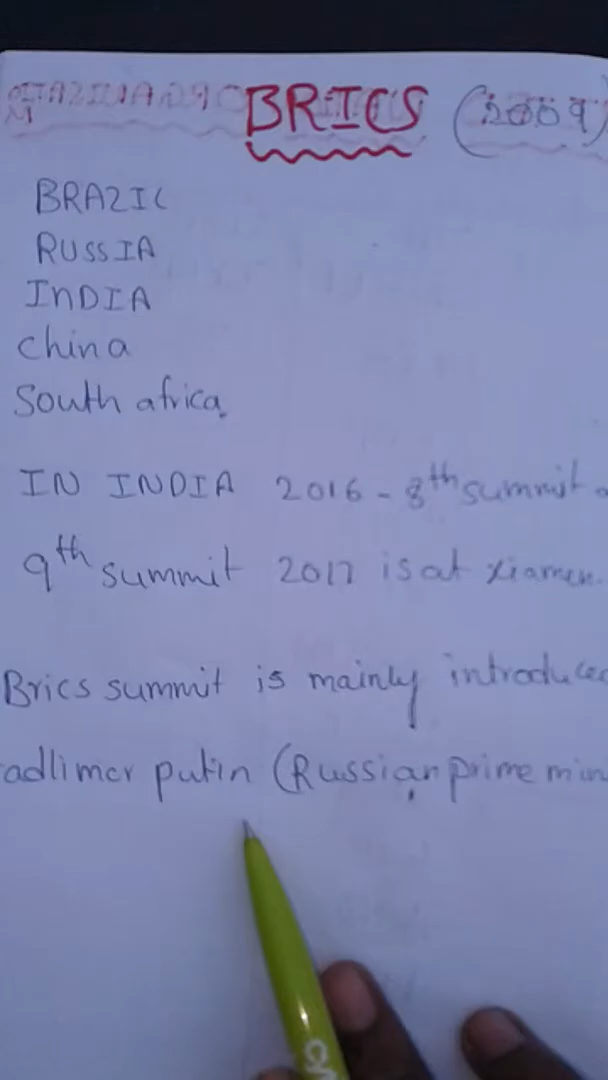 BRICS (2009)
BRAZIL
RUSSIA
INDIA
china
South africa.
IN INDIA 2016 - 8th summit
9th summit 2017 is at xiamen.
Brics summit is mainly introduced
adlimer putin (Russian prime min